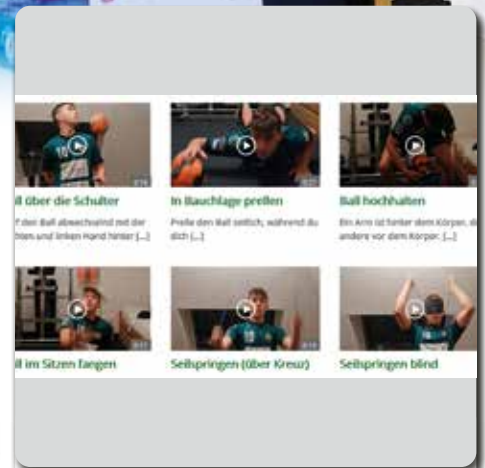 ll über die Schulter
In Bauchlage prellen
Ball hochhalten
f den Ball abwechselnd mit der
hten und linken Hand hinter [...]
Prelle den Ball seitlich, während du
dich [...]
Ein Arm ist hinter dem Körper, d
andere vor dem Körper. [...]
ll im Sitzen fangen
Seilspringen (über Kreuz)
Seilspringen blind